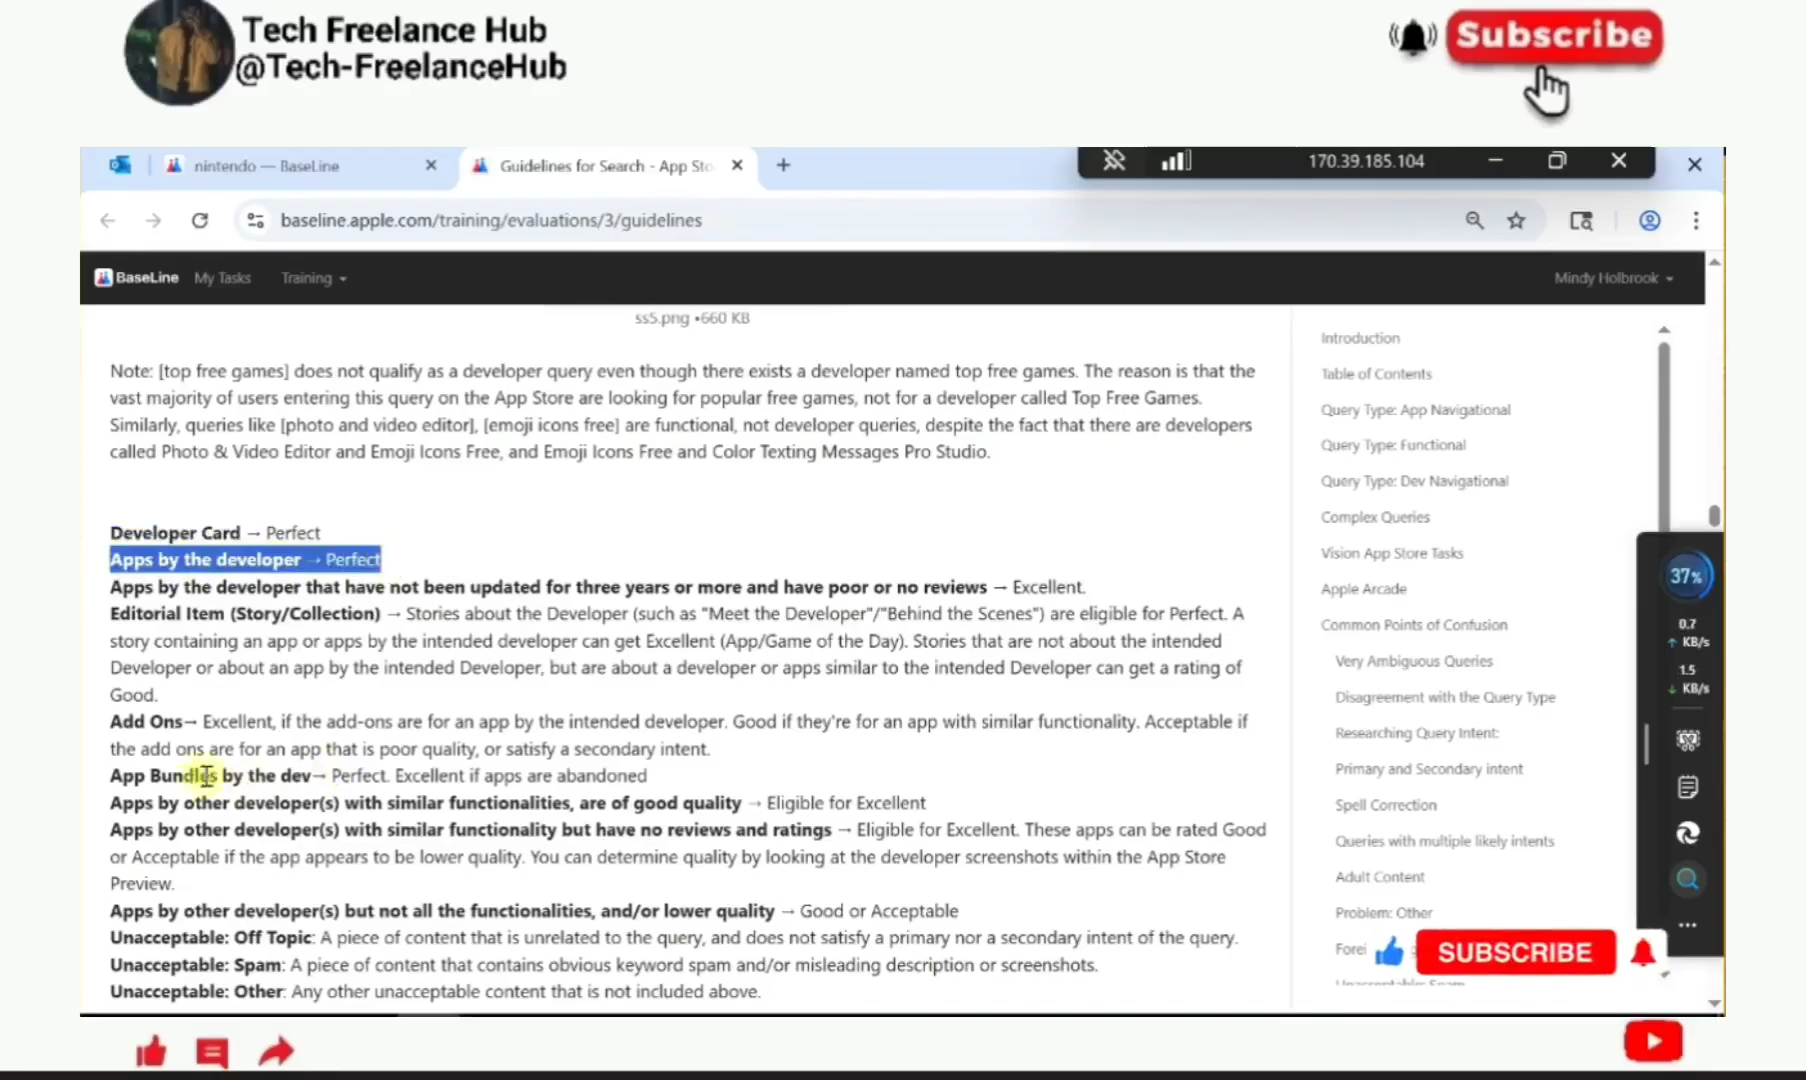 Tech Freelance Hub
@Tech-FreelanceHub
Subscribe
nintendo — BaseLine
Guidelines for Search - App Sto
170.39.185.104
baseline.apple.com/training/evaluations/3/guidelines
BaseLine
My Tasks
Training
Mindy Holbrook
ss5.png •660 KB
Note: [top free games] does not qualify as a developer query even though there exists a developer named top free games. The reason is that the
vast majority of users entering this query on the App Store are looking for popular free games, not for a developer called Top Free Games.
Similarly, queries like [photo and video editor], [emoji icons free] are functional, not developer queries, despite the fact that there are developers
called Photo & Video Editor and Emoji Icons Free, and Emoji Icons Free and Color Texting Messages Pro Studio.
Developer Card → Perfect
Apps by the developer → Perfect
Apps by the developer that have not been updated for three years or more and have poor or no reviews → Excellent.
Editorial Item (Story/Collection) → Stories about the Developer (such as "Meet the Developer"/"Behind the Scenes") are eligible for Perfect. A
story containing an app or apps by the intended developer can get Excellent (App/Game of the Day). Stories that are not about the intended
Developer or about an app by the intended Developer, but are about a developer or apps similar to the intended Developer can get a rating of
Good.
Add Ons→ Excellent, if the add-ons are for an app by the intended developer. Good if they're for an app with similar functionality. Acceptable if
the add ons are for an app that is poor quality, or satisfy a secondary intent.
App Bundles by the dev→ Perfect. Excellent if apps are abandoned
Apps by other developer(s) with similar functionalities, are of good quality → Eligible for Excellent
Apps by other developer(s) with similar functionality but have no reviews and ratings → Eligible for Excellent. These apps can be rated Good
or Acceptable if the app appears to be lower quality. You can determine quality by looking at the developer screenshots within the App Store
Preview.
Apps by other developer(s) but not all the functionalities, and/or lower quality → Good or Acceptable
Unacceptable: Off Topic: A piece of content that is unrelated to the query, and does not satisfy a primary nor a secondary intent of the query.
Unacceptable: Spam: A piece of content that contains obvious keyword spam and/or misleading description or screenshots.
Unacceptable: Other: Any other unacceptable content that is not included above.
Introduction
Table of Contents
Query Type: App Navigational
Query Type: Functional
Query Type: Dev Navigational
Complex Queries
Vision App Store Tasks
Apple Arcade
Common Points of Confusion
Very Ambiguous Queries
Disagreement with the Query Type
Researching Query Intent:
Primary and Secondary intent
Spell Correction
Queries with multiple likely intents
Adult Content
Problem: Other
Forei
37%
0.7
↑ KB/s
1.5
↓ KB/s
SUBSCRIBE